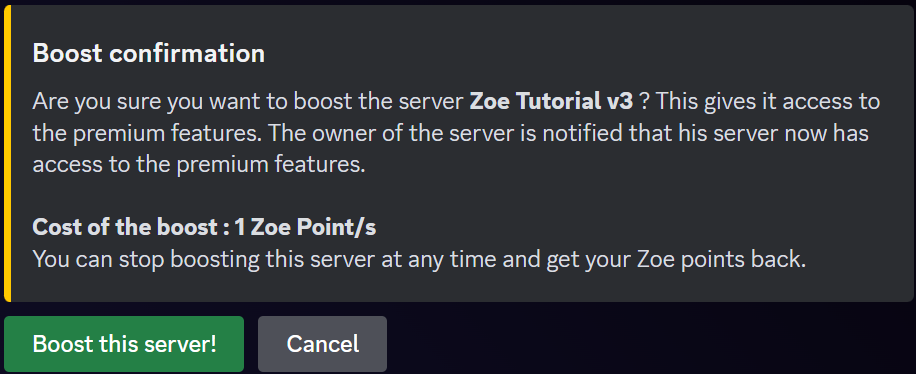 Boost confirmation
Are you sure you want to boost the server Zoe Tutorial v3 ? This gives it access to
the premium features. The owner of the server is notified that his server now has
access to the premium features.
Cost of the boost : 1 Zoe Point/s
You can stop boosting this server at any time and get your Zoe points back.
Boost this server!
Cancel